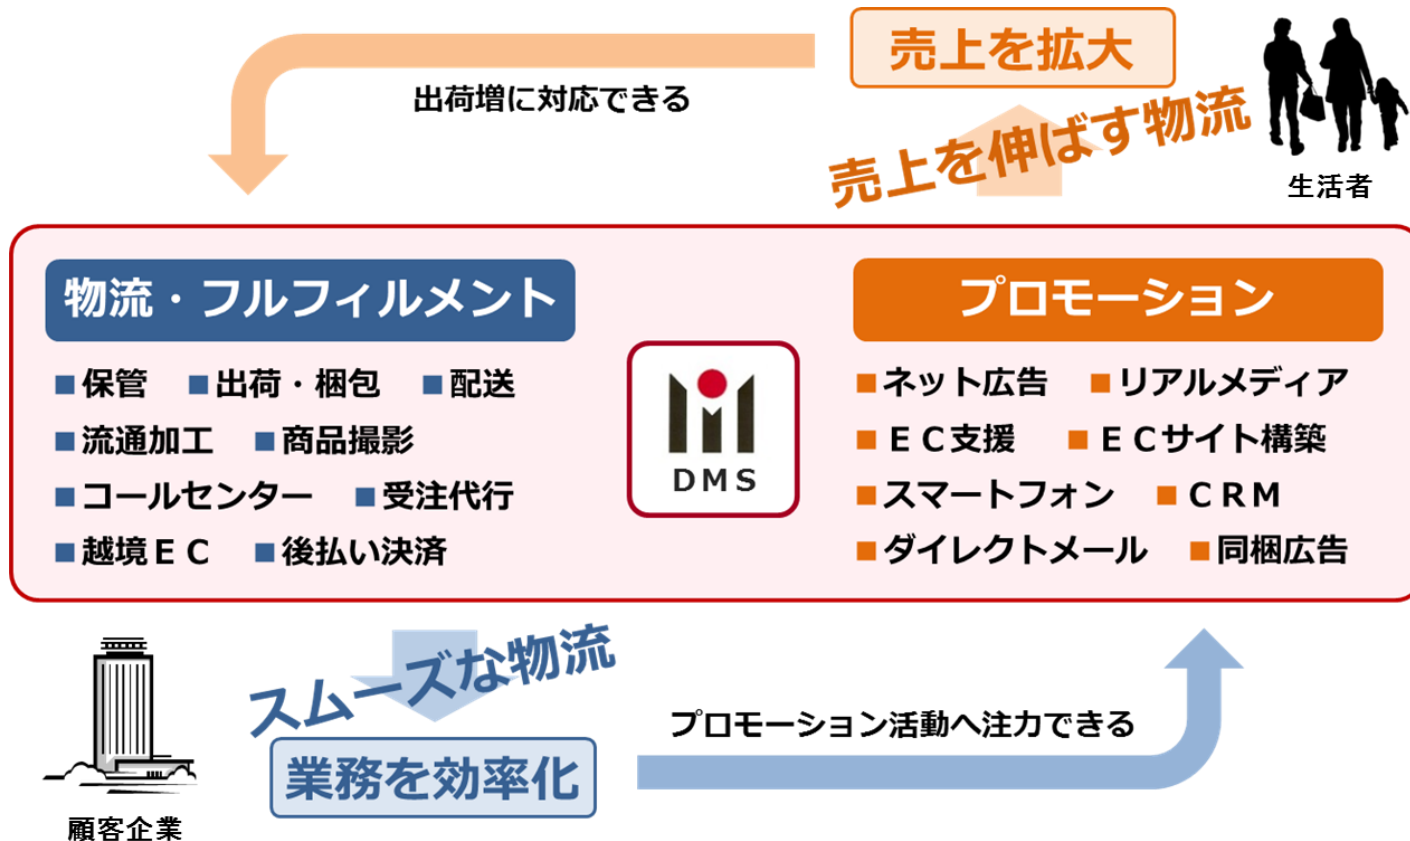 売上を拡大
出荷増に対応できる
売上を伸ばす物流
生活者
物流・フルフィルメント
■保管 ■出荷・梱包 ■配送
■流通加工 ■商品撮影
■コールセンター ■受注代行
■越境ＥＣ ■後払い決済
DMS
プロモーション
■ネット広告 ■リアルメディア
■ＥＣ支援 ■ＥＣサイト構築
■スマートフォン ■ＣＲＭ
■ダイレクトメール ■同梱広告
スムーズな物流
プロモーション活動へ注力できる
業務を効率化
顧客企業